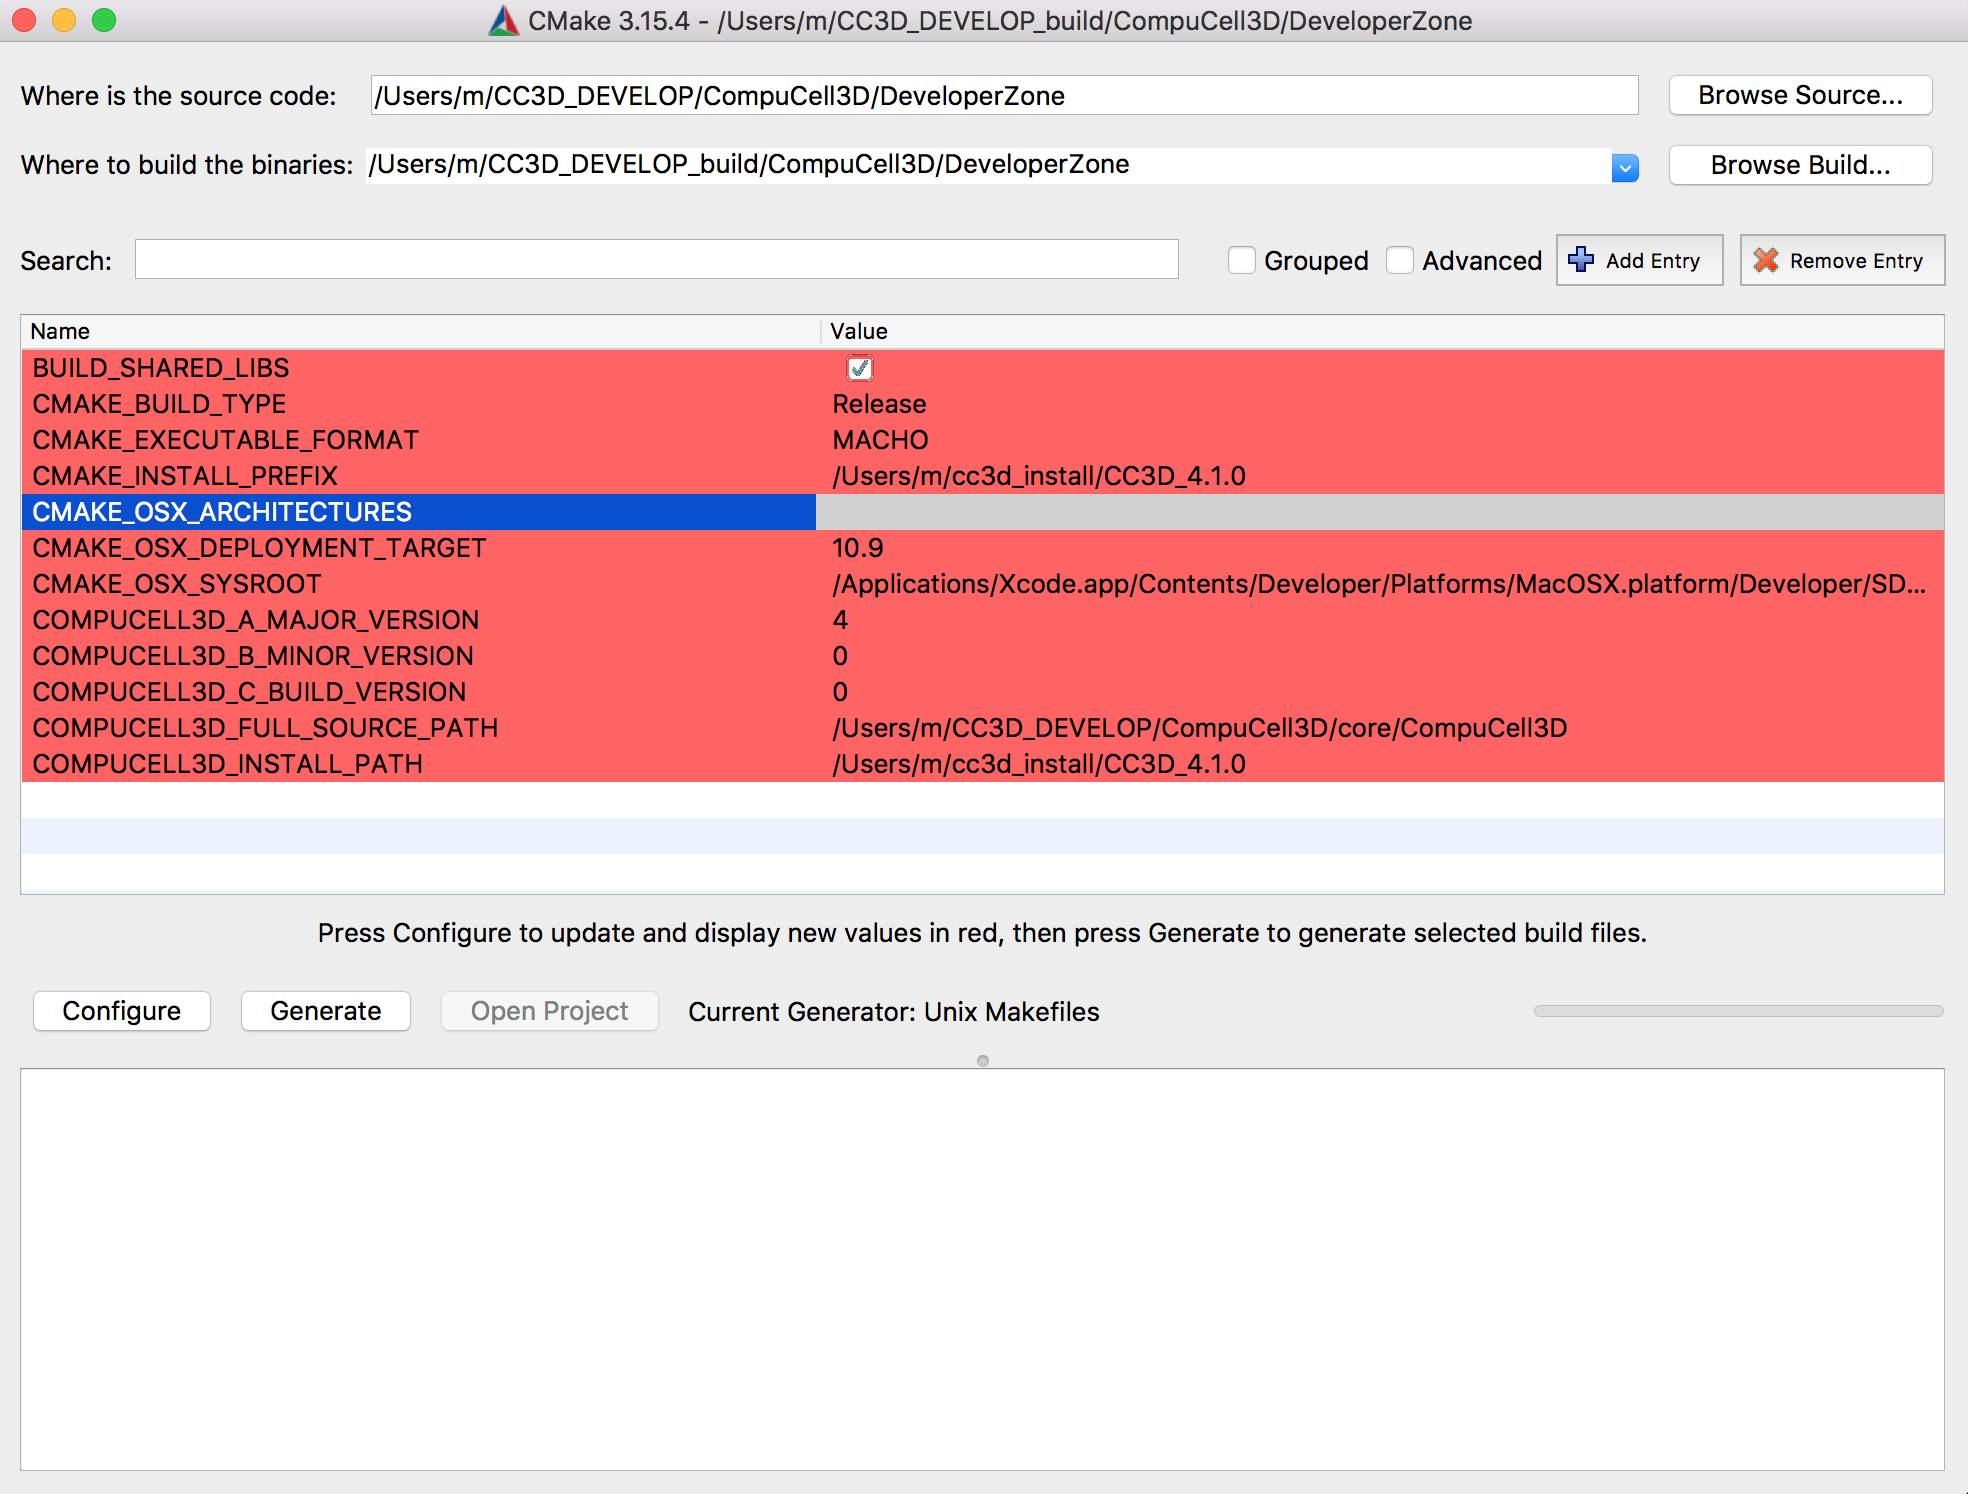 CMake 3.15.4 - /Users/m/CC3D_DEVELOP_build/CompuCell3D/DeveloperZone
Where is the source code: /Users/m/CC3D_DEVELOP/CompuCell3D/DeveloperZone Browse Source...
Where to build the binaries: /Users/m/CC3D_DEVELOP_build/CompuCell3D/DeveloperZone Browse Build...
Search: Grouped Advanced Add Entry Remove Entry
Name Value
BUILD_SHARED_LIBS
CMAKE_BUILD_TYPE Release
CMAKE_EXECUTABLE_FORMAT MACHO
CMAKE_INSTALL_PREFIX /Users/m/cc3d_install/CC3D_4.1.0
CMAKE_OSX_ARCHITECTURES
CMAKE_OSX_DEPLOYMENT_TARGET 10.9
CMAKE_OSX_SYSROOT /Applications/Xcode.app/Contents/Developer/Platforms/MacOSX.platform/Developer/SD...
COMPUCELL3D_A_MAJOR_VERSION 4
COMPUCELL3D_B_MINOR_VERSION 0
COMPUCELL3D_C_BUILD_VERSION 0
COMPUCELL3D_FULL_SOURCE_PATH /Users/m/CC3D_DEVELOP/CompuCell3D/core/CompuCell3D
COMPUCELL3D_INSTALL_PATH /Users/m/cc3d_install/CC3D_4.1.0
Press Configure to update and display new values in red, then press Generate to generate selected build files.
Configure Generate Open Project Current Generator: Unix Makefiles